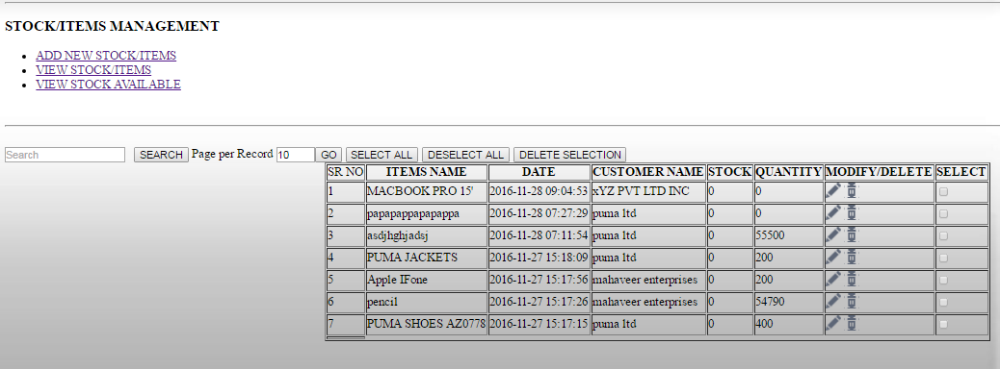 STOCK/ITEMS MANAGEMENT
ADD NEW STOCK/ITEMS
VIEW STOCK/ITEMS
VIEW STOCK AVAILABLE
Search SEARCH Page per Record 10 GO SELECT ALL DESELECT ALL DELETE SELECTION
SR NO ITEMS NAME DATE CUSTOMER NAME STOCK QUANTITY MODIFY/DELETE SELECT
1 MACBOOK PRO 15' 2016-11-28 09:04:53 xYZ PVT LTD INC 0 0
2 papapappapapappa 2016-11-28 07:27:29 puma ltd 0 0
3 asdjhghjadsj 2016-11-28 07:11:54 puma ltd 0 55500
4 PUMA JACKETS 2016-11-27 15:18:09 puma ltd 0 200
5 Apple IFone 2016-11-27 15:17:56 mahaveer enterprises 0 200
6 pencil 2016-11-27 15:17:26 mahaveer enterprises 0 54790
7 PUMA SHOES AZ0778 2016-11-27 15:17:15 puma ltd 0 400